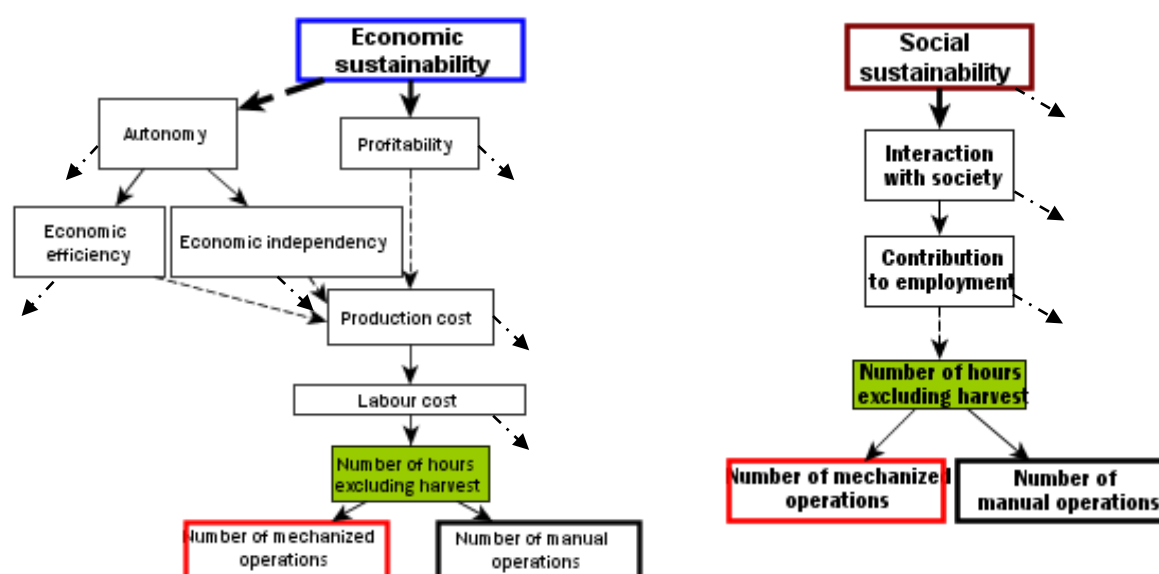 Economic
sustainability
Autonomy
Profitability
Economic
efficiency
Economic independency
Production cost
Labour cost
Number of hours
excluding harvest
Number of mechanized
operations
Number of manual
operations
Social
sustainability
Interaction
with society
Contribution
to employment
Number of hours
excluding harvest
Number of mechanized
operations
Number of
manual operations